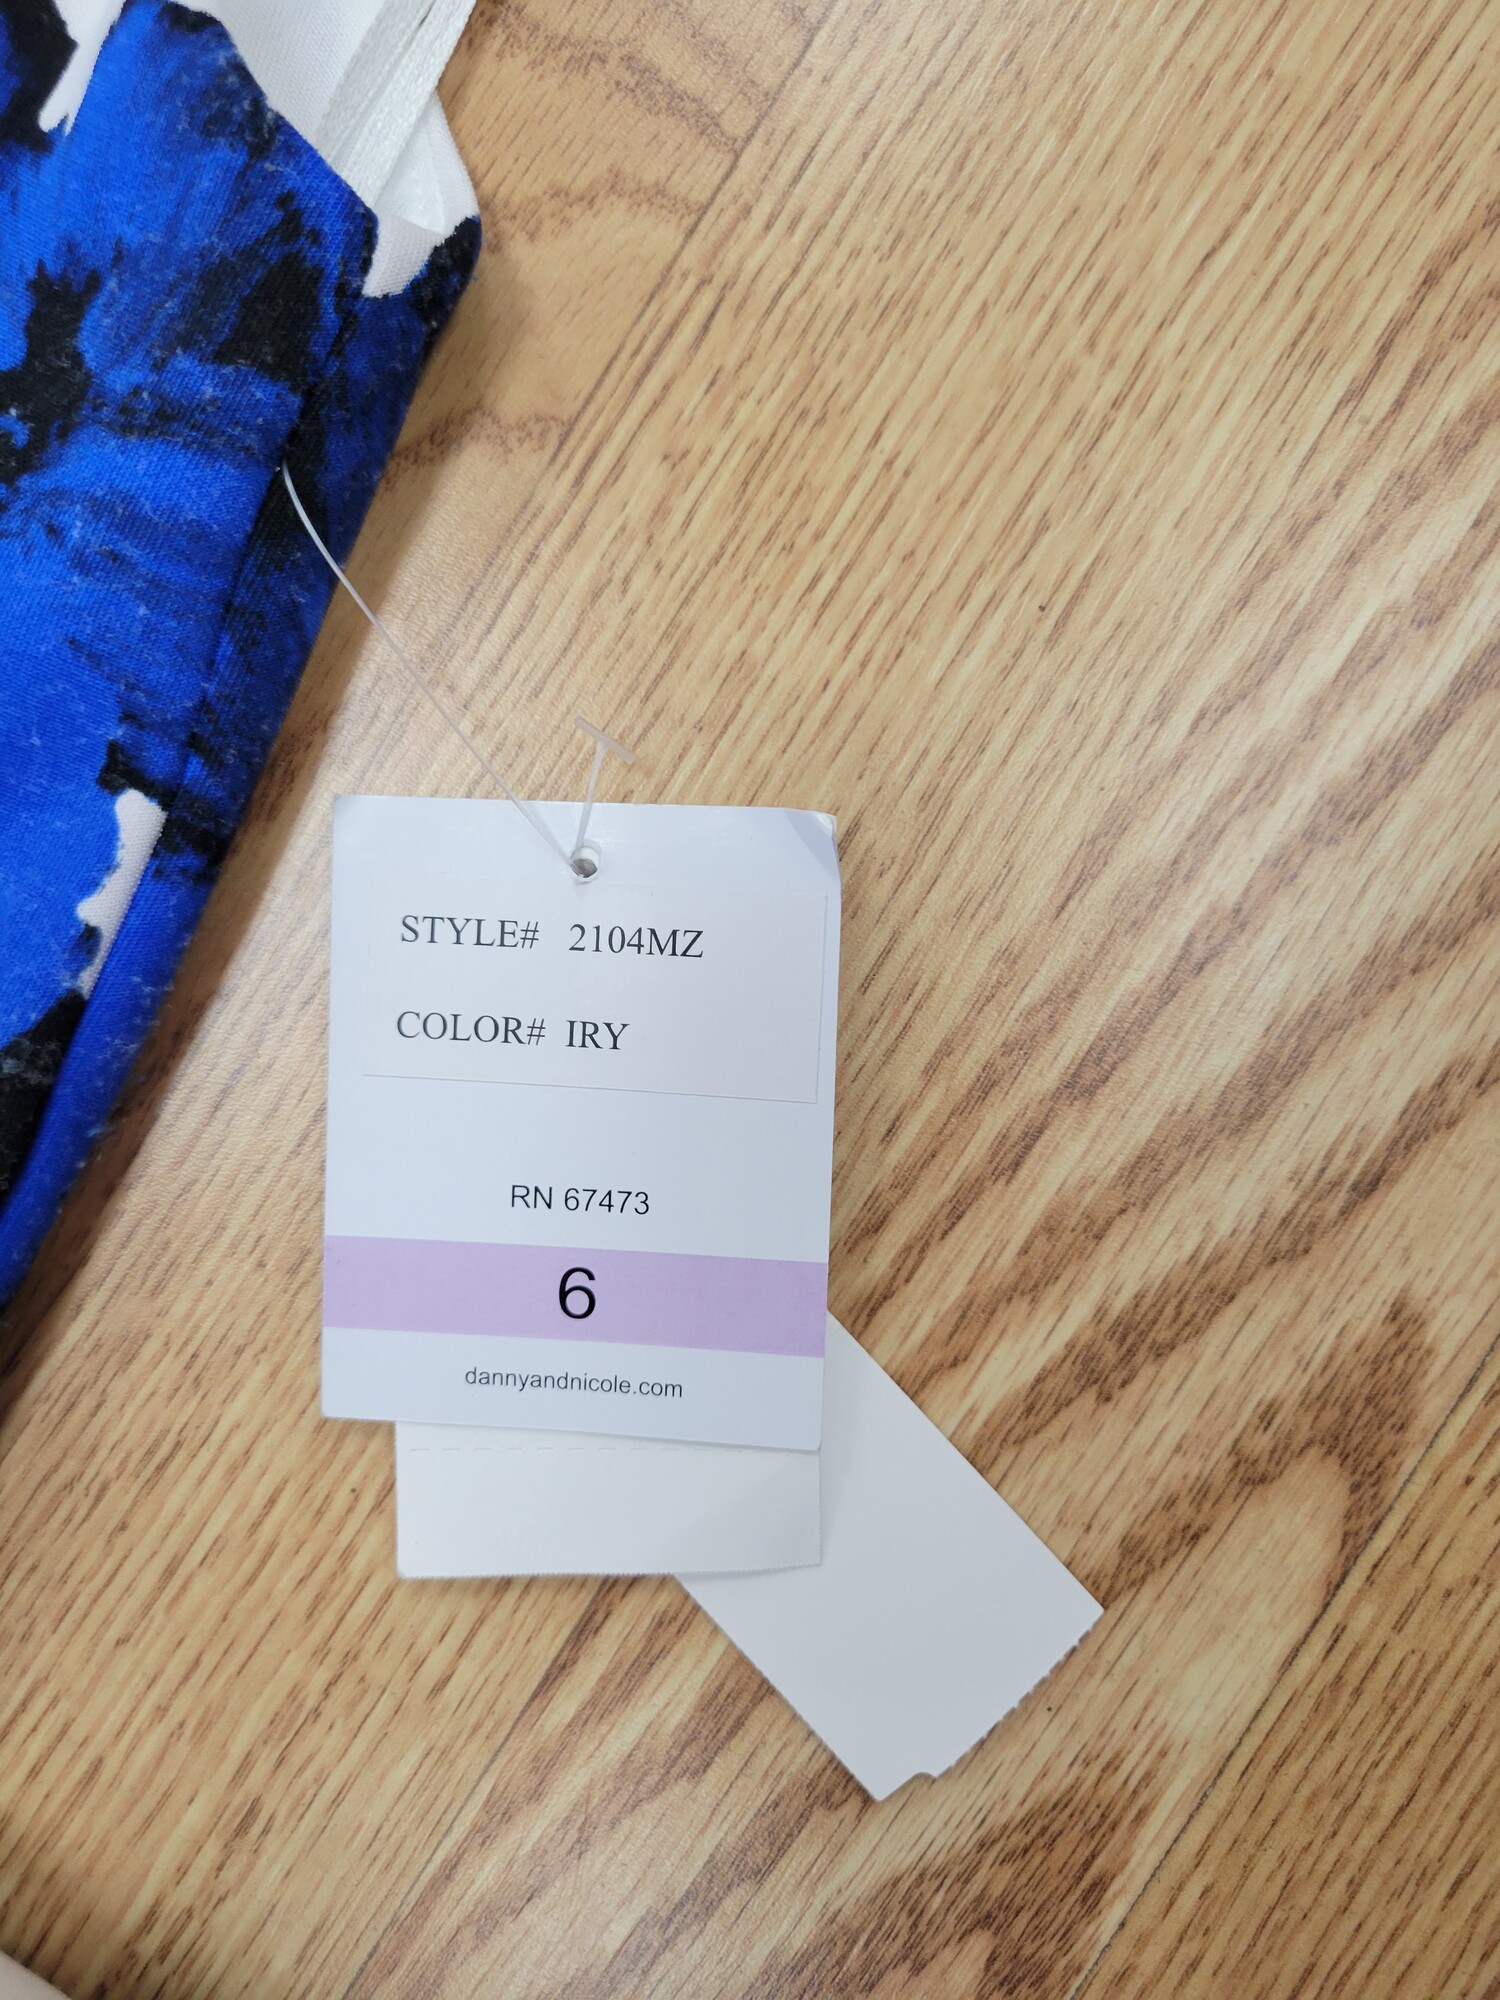 STYLE# 2104MZ
COLOR# IRY
RN 67473
6
dannyandnicole.com